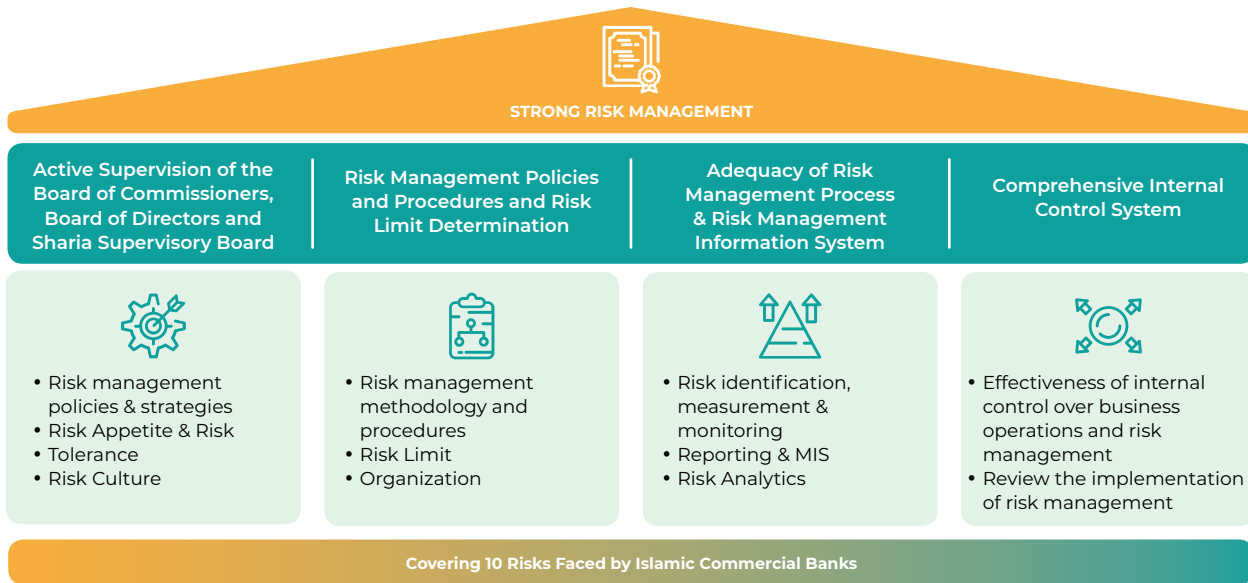 STRONG RISK MANAGEMENT
Active Supervision of the
Board of Commissioners,
Board of Directors and
Sharia Supervisory Board
Risk Management Policies
and Procedures and Risk
Limit Determination
Adequacy of Risk
Management Process
& Risk Management
Information System
Comprehensive Internal
Control System
• Risk management
policies & strategies
• Risk Appetite & Risk
• Tolerance
• Risk Culture
• Risk management
methodology and
procedures
• Risk Limit
• Organization
• Risk identification,
measurement &
monitoring
• Reporting & MIS
• Risk Analytics
• Effectiveness of internal
control over business
operations and risk
management
• Review the implementation
of risk management
Covering 10 Risks Faced by Islamic Commercial Banks